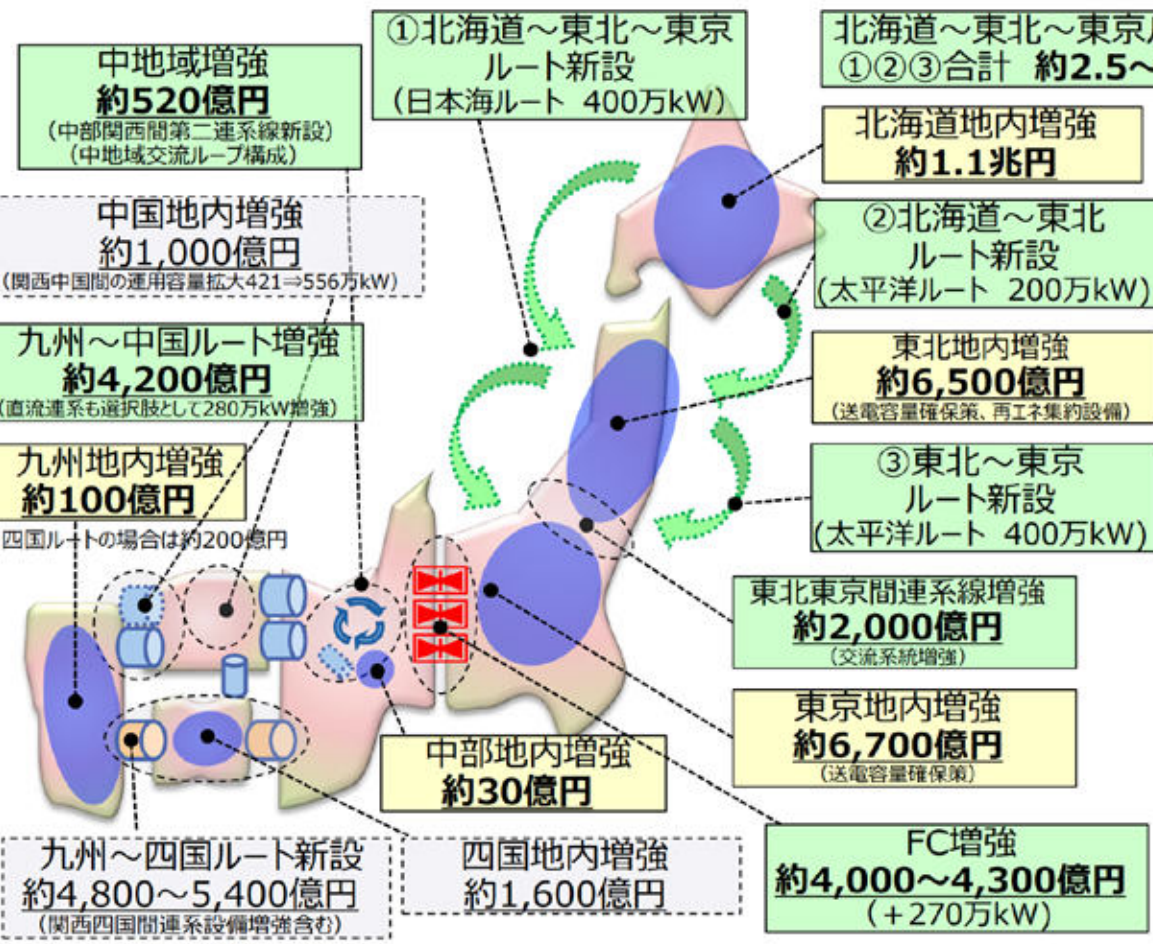 中地域増強
約520億円
(中部関西間第二連系線新設)
(中地域交流ループ構成)
①北海道～東北～東京
ルート新設
(日本海ルート 400万kW)
北海道～東北～東京
①②③合計 約2.5～
北海道地内増強
約1.1兆円
中国地内増強
約1,000億円
(関西中国間の運用容量拡大421⇒556万kW)
②北海道～東北
ルート新設
(太平洋ルート 200万kW)
九州～中国ルート増強
約4,200億円
(直流連系も選択肢として280万kW増強)
東北地内増強
約6,500億円
(送電容量確保策、再エネ集約設備)
九州地内増強
約100億円
四国ルートの場合は約200億円
③東北～東京
ルート新設
(太平洋ルート 400万kW)
東北東京間連系線増強
約2,000億円
(交流系統増強)
東京地内増強
約6,700億円
(送電容量確保策)
中部地内増強
約30億円
九州～四国ルート新設
約4,800～5,400億円
(関西四国間連系設備増強含む)
四国地内増強
約1,600億円
FC増強
約4,000～4,300億円
(+270万kW)